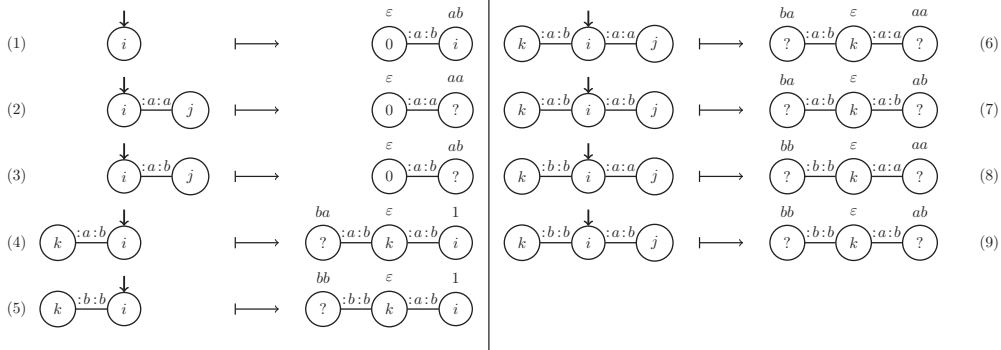 ε ab
(1) i 0 :a:b i
ε aa
(2) i :a:a j 0 :a:a ?
ε ab
(3) i :a:b j 0 :a:b ?
ba ε 1
(4) k :a:b i ? :a:b k :a:b i
bb ε 1
(5) k :b:b i ? :b:b k :a:b i
ba ε aa
k :a:b i :a:a j ? :a:b k :a:a ? (6)
ba ε ab
k :a:b i :a:b j ? :a:b k :a:b ? (7)
bb ε aa
k :b:b i :a:a j ? :b:b k :a:a ? (8)
bb ε ab
k :b:b i :a:b j ? :b:b k :a:b ? (9)